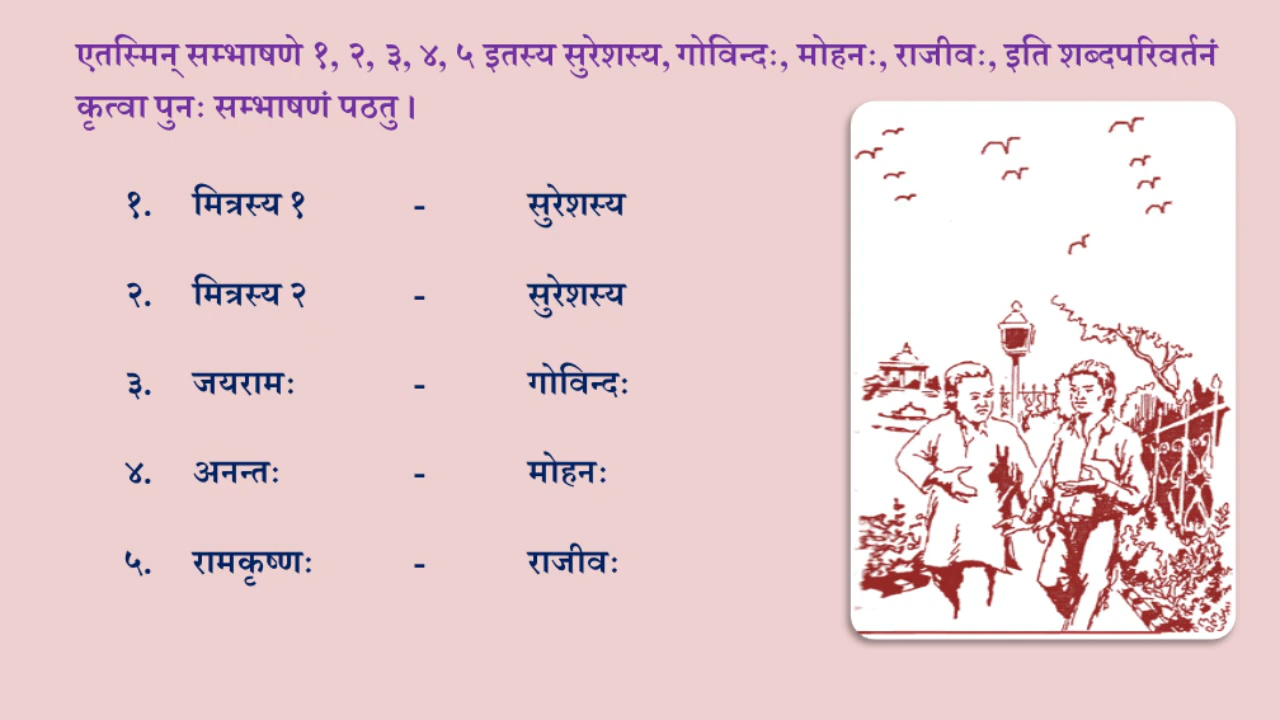 एतस्मिन् सम्भाषणे १, २, ३, ४, ५ इतस्य सुरेशस्य, गोविन्दः, मोहनः, राजीवः, इति शब्दपरिवर्तनं
कृत्वा पुनः सम्भाषणं पठतु ।
१. मित्रस्य १ - सुरेशस्य
२. मित्रस्य २ - सुरेशस्य
३. जयरामः - गोविन्दः
४. अनन्तः - मोहनः
५. रामकृष्णः - राजीवः